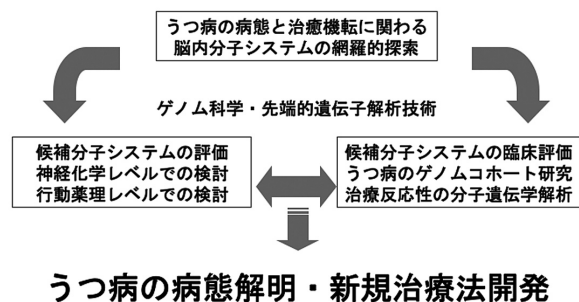 うつ病の病態と治癒機転に関わる
脳内分子システムの網羅的探索
ゲノム科学・先端的遺伝子解析技術
候補分子システムの評価
神経化学レベルでの検討
行動薬理レベルでの検討
候補分子システムの臨床評価
うつ病のゲノムコホート研究
治療反応性の分子遺伝学解析
うつ病の病態解明・新規治療法開発